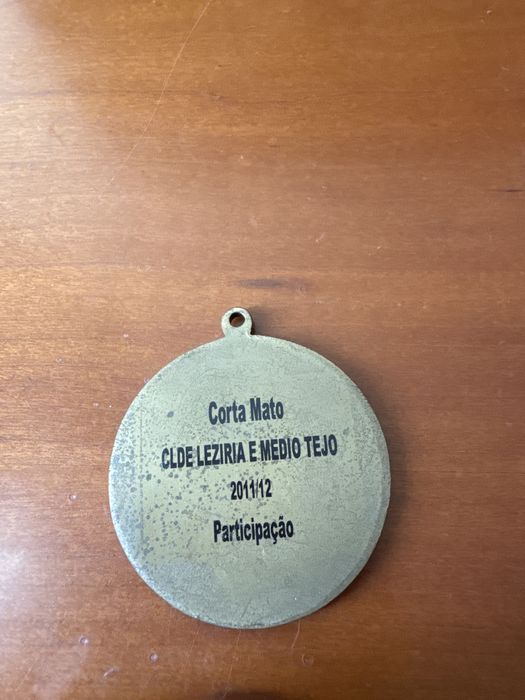 Corta Mato
CLDE LEZIRIA E MEDIO TEJO
2011/12
Participação